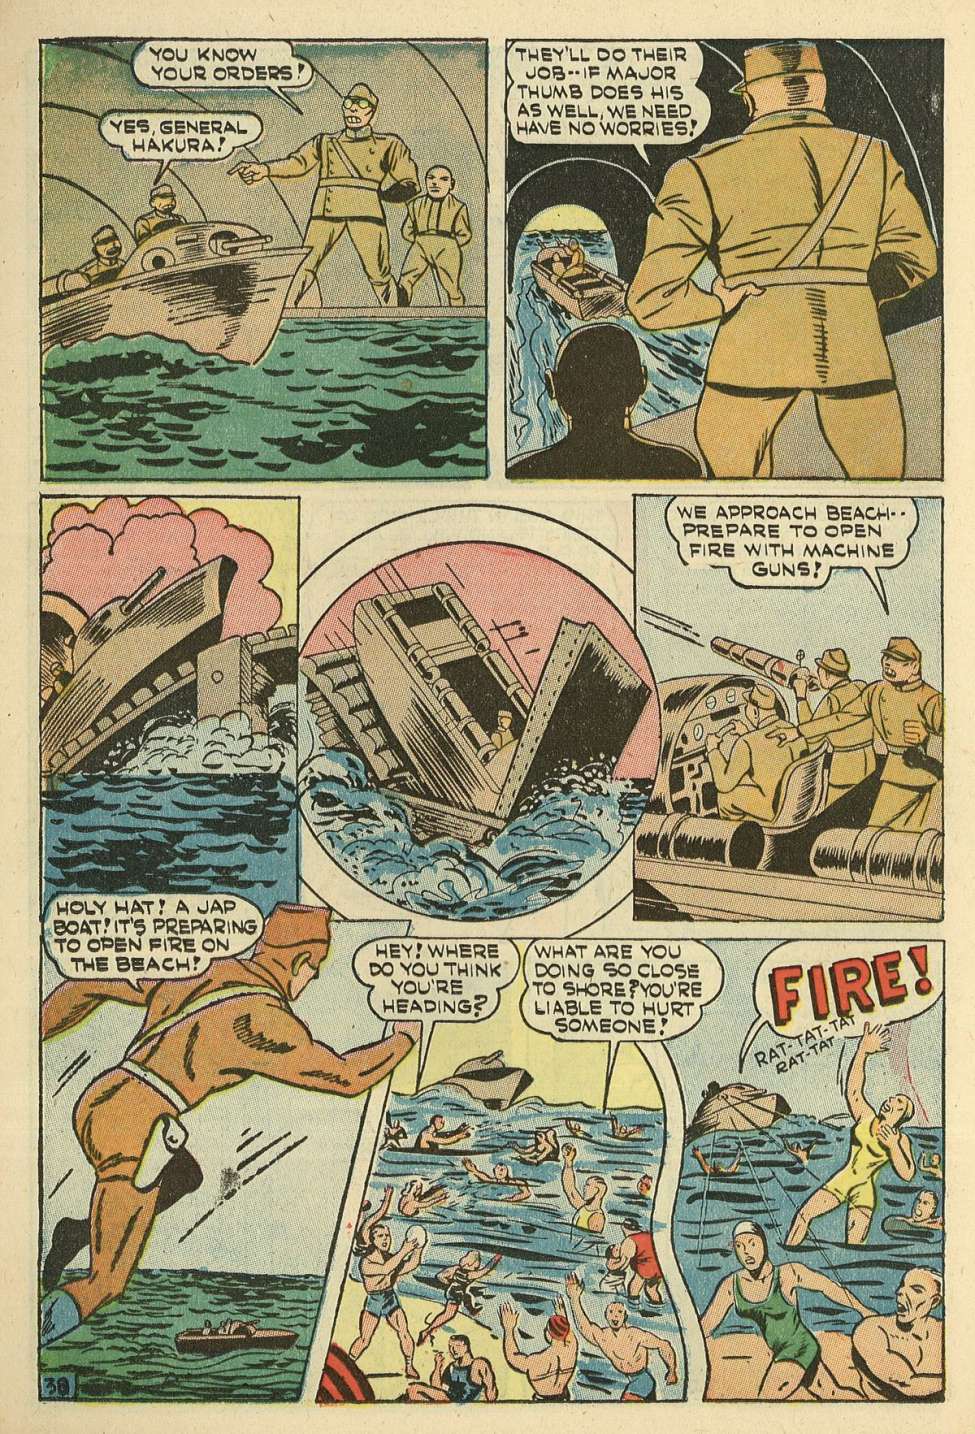 YOU KNOW
YOUR ORDERS!
YES, GENERAL
HAKURA!
THEY'LL DO THEIR
JOB--IF MAJOR
THUMB DOES HIS
AS WELL, WE NEED
HAVE NO WORRIES!
WE APPROACH BEACH--
PREPARE TO OPEN
FIRE WITH MACHINE
GUNS!
HOLY HAT! A JAP
BOAT! IT'S PREPARING
TO OPEN FIRE ON
THE BEACH!
HEY! WHERE
DO YOU THINK
YOU'RE
HEADING?
WHAT ARE YOU
DOING SO CLOSE
TO SHORE? YOU'RE
LIABLE TO HURT
SOMEONE!
FIRE!
RAT-TAT-TAT
RAT-TAT
38